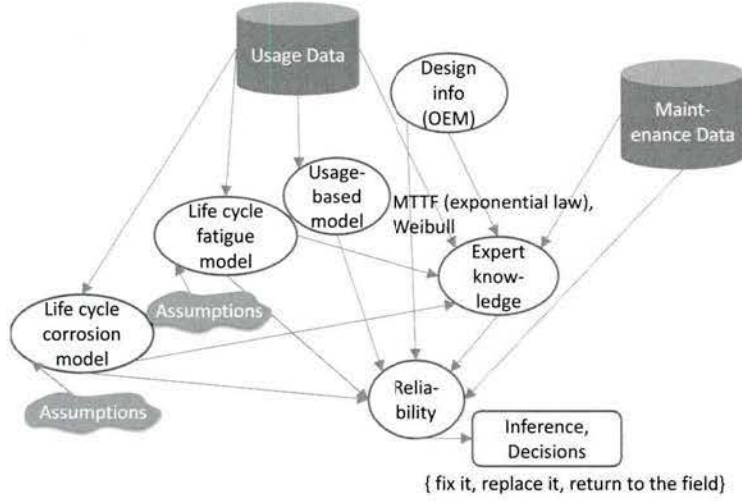 Usage Data
Design
info
(OEM)
Maint-
enance Data
Usage-
based
model
MTTF (exponential law),
Weibull
Life cycle
fatigue
model
Expert
know-
ledge
Assumptions
Life cycle
corrosion
model
Assumptions
Relia-
bility
Inference,
Decisions
{ fix it, replace it, return to the field}